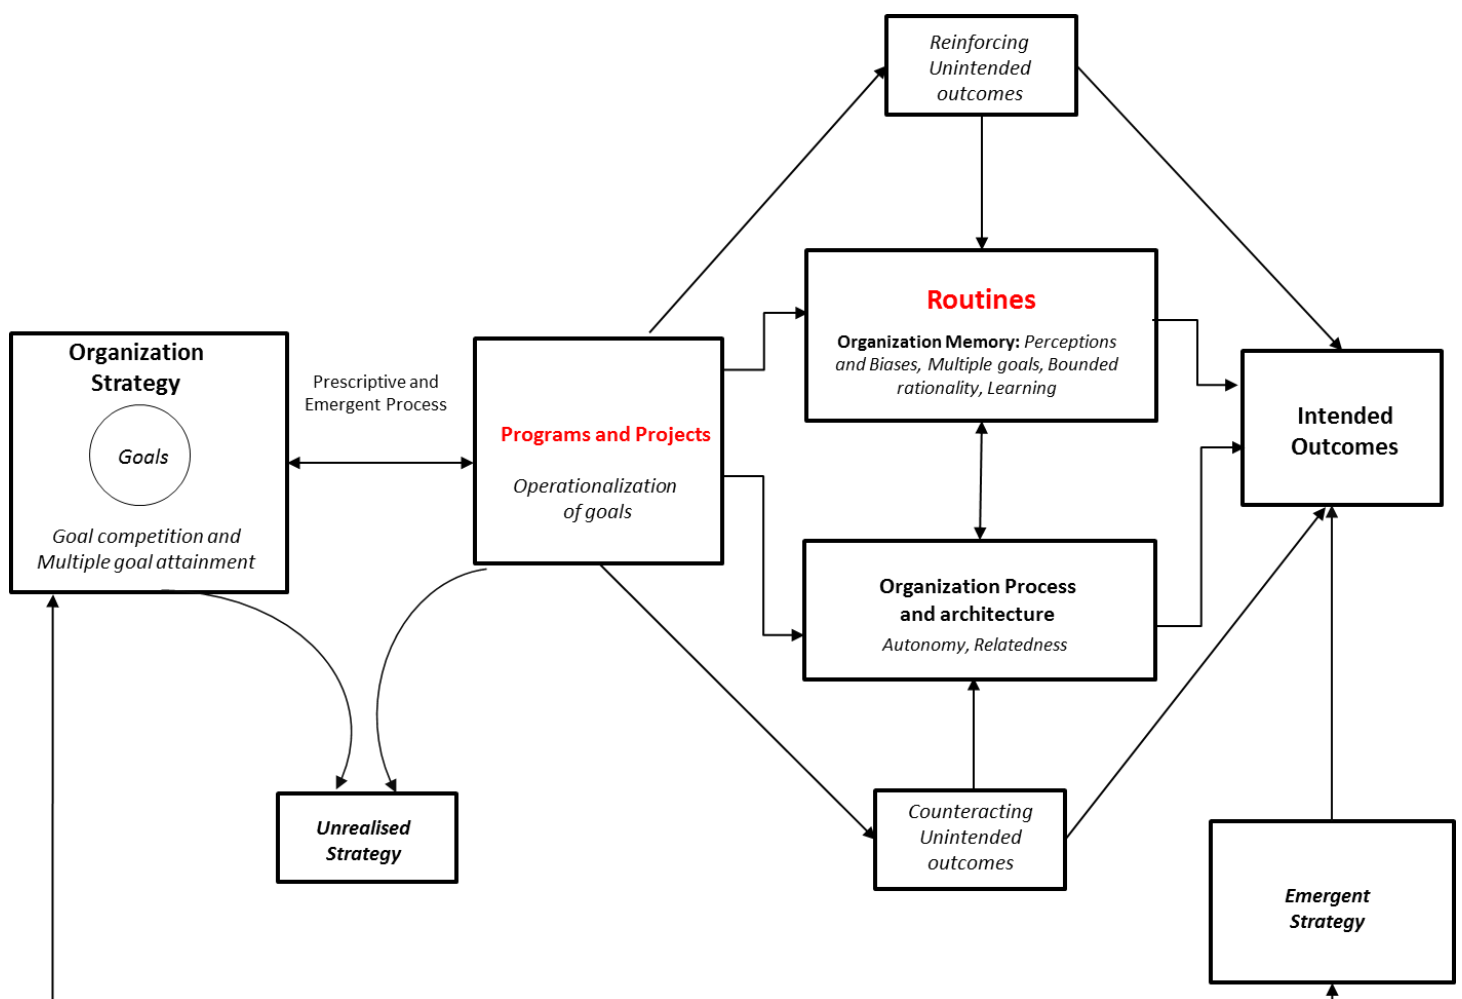 Reinforcing
Unintended
outcomes
Routines
Organization Memory: Perceptions
and Biases, Multiple goals, Bounded
rationality, Learning
Organization
Strategy
Goals
Goal competition and
Multiple goal attainment
Prescriptive and
Emergent Process
Programs and Projects
Operationalization
of goals
Intended
Outcomes
Organization Process
and architecture
Autonomy, Relatedness
Unrealised
Strategy
Counteracting
Unintended
outcomes
Emergent
Strategy